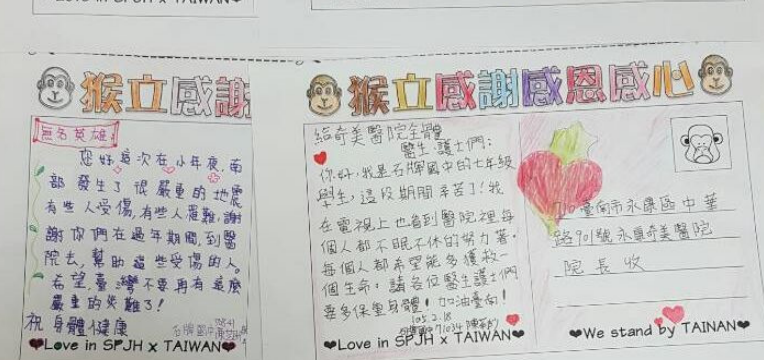 猴立感謝
無名英雄
您好這次在小年夜,南
部發生了很嚴重的地震
有些人受傷,有些人罹難,謝
謝你們在過年期間,到醫
院去,幫助這些受傷的人。
希望,臺灣不要再有這麼
嚴重的災難了!
祝 身體健康
石牌國中
Love in SPJH x TAIWAN
猴立感謝感恩感心
給奇美醫院全體
醫生、護士們:
你好,我是石牌國中的七年級
學生,這段期間辛苦了!我
在電視上也看到醫院裡每
個人都不眠不休的努力著,
每個人都希望能多獲救一
個生命,請各位醫生護士們
要多保重身體!加油臺南!
105.2.18
71034
Love in SPJH x TAIWAN
710臺南市永康區中華
路901號永康奇美醫院
院長收
We stand by TAINAN